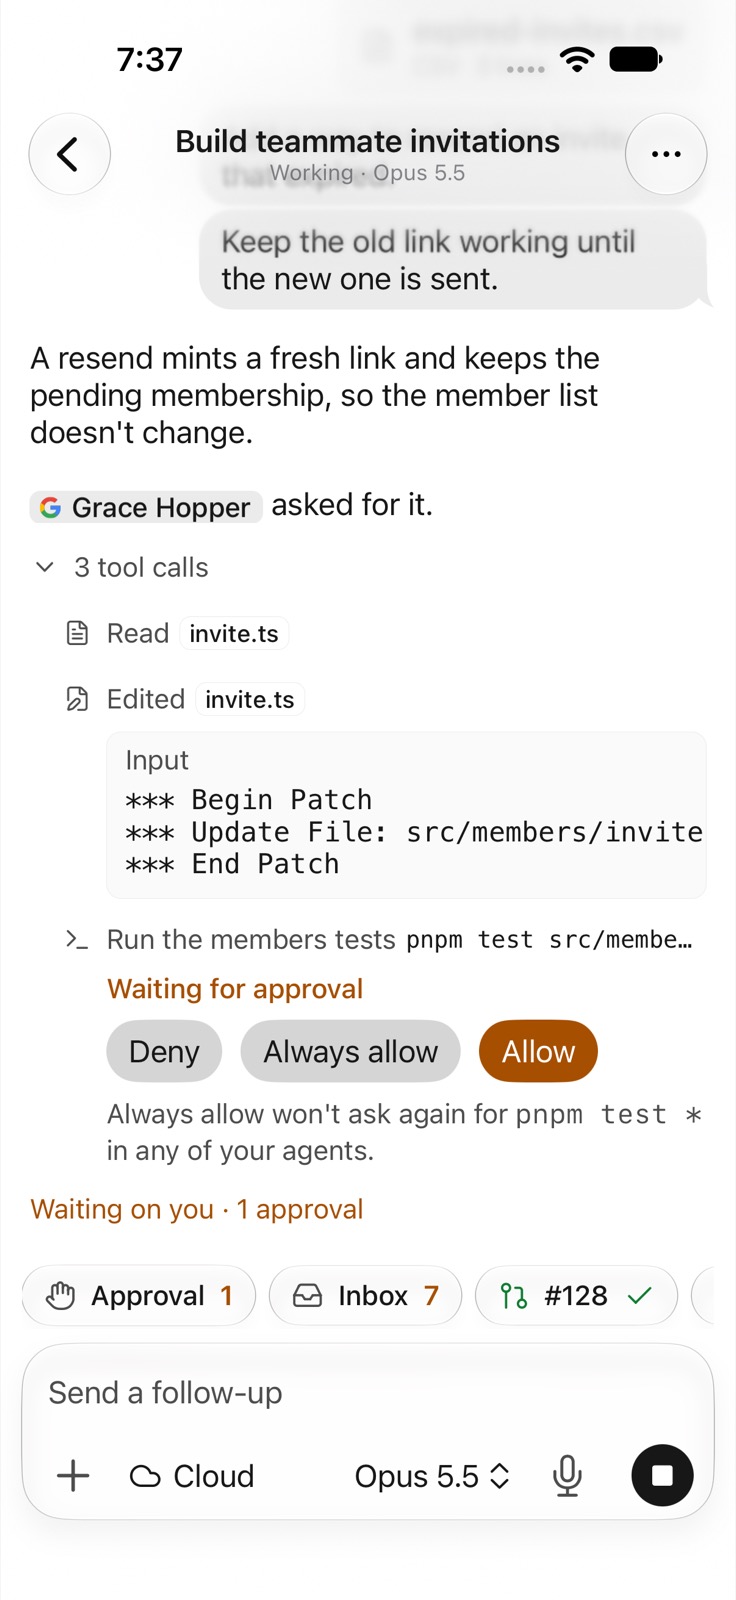 expired-invites.csv
7:37
Build teammate invitations
that expired.
Working · Opus 5.5
Keep the old link working until
the new one is sent.
A resend mints a fresh link and keeps the
pending membership, so the member list
doesn't change.
Grace Hopper asked for it.
3 tool calls
Read invite.ts
Edited invite.ts
Input
*** Begin Patch
*** Update File: src/members/invite
*** End Patch
Run the members tests pnpm test src/membe…
Waiting for approval
Deny
Always allow
Allow
Always allow won't ask again for pnpm test *
in any of your agents.
Waiting on you · 1 approval
Approval 1
Inbox 7
#128
Send a follow-up
Cloud
Opus 5.5